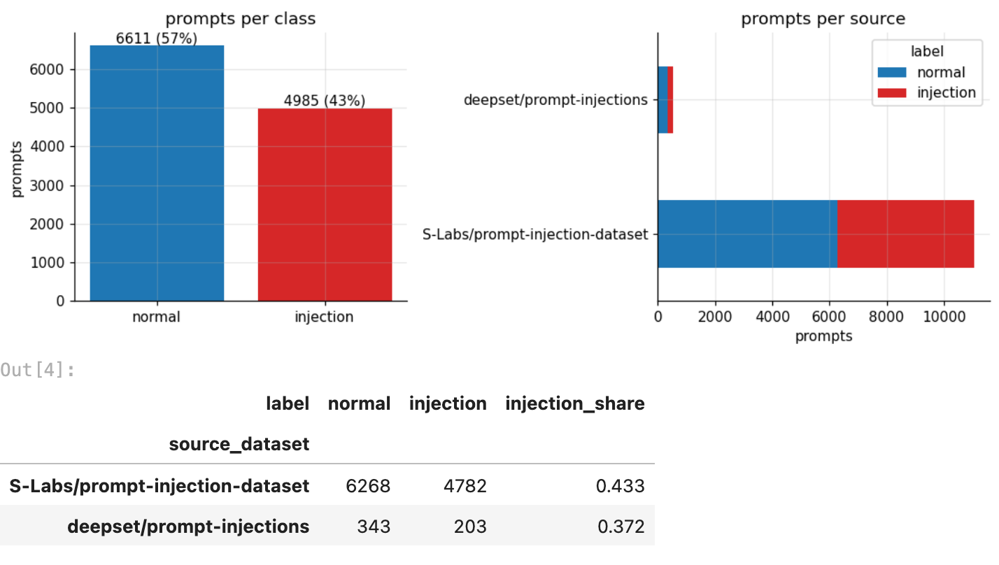 prompts per class
6611 (57%)
4985 (43%)
6000
5000
4000
3000
2000
1000
0
prompts
normal injection
prompts per source
label
normal
injection
deepset/prompt-injections
S-Labs/prompt-injection-dataset
0 2000 4000 6000 8000 10000
prompts
Out[4]:
label normal injection injection_share
source_dataset
S-Labs/prompt-injection-dataset 6268 4782 0.433
deepset/prompt-injections 343 203 0.372